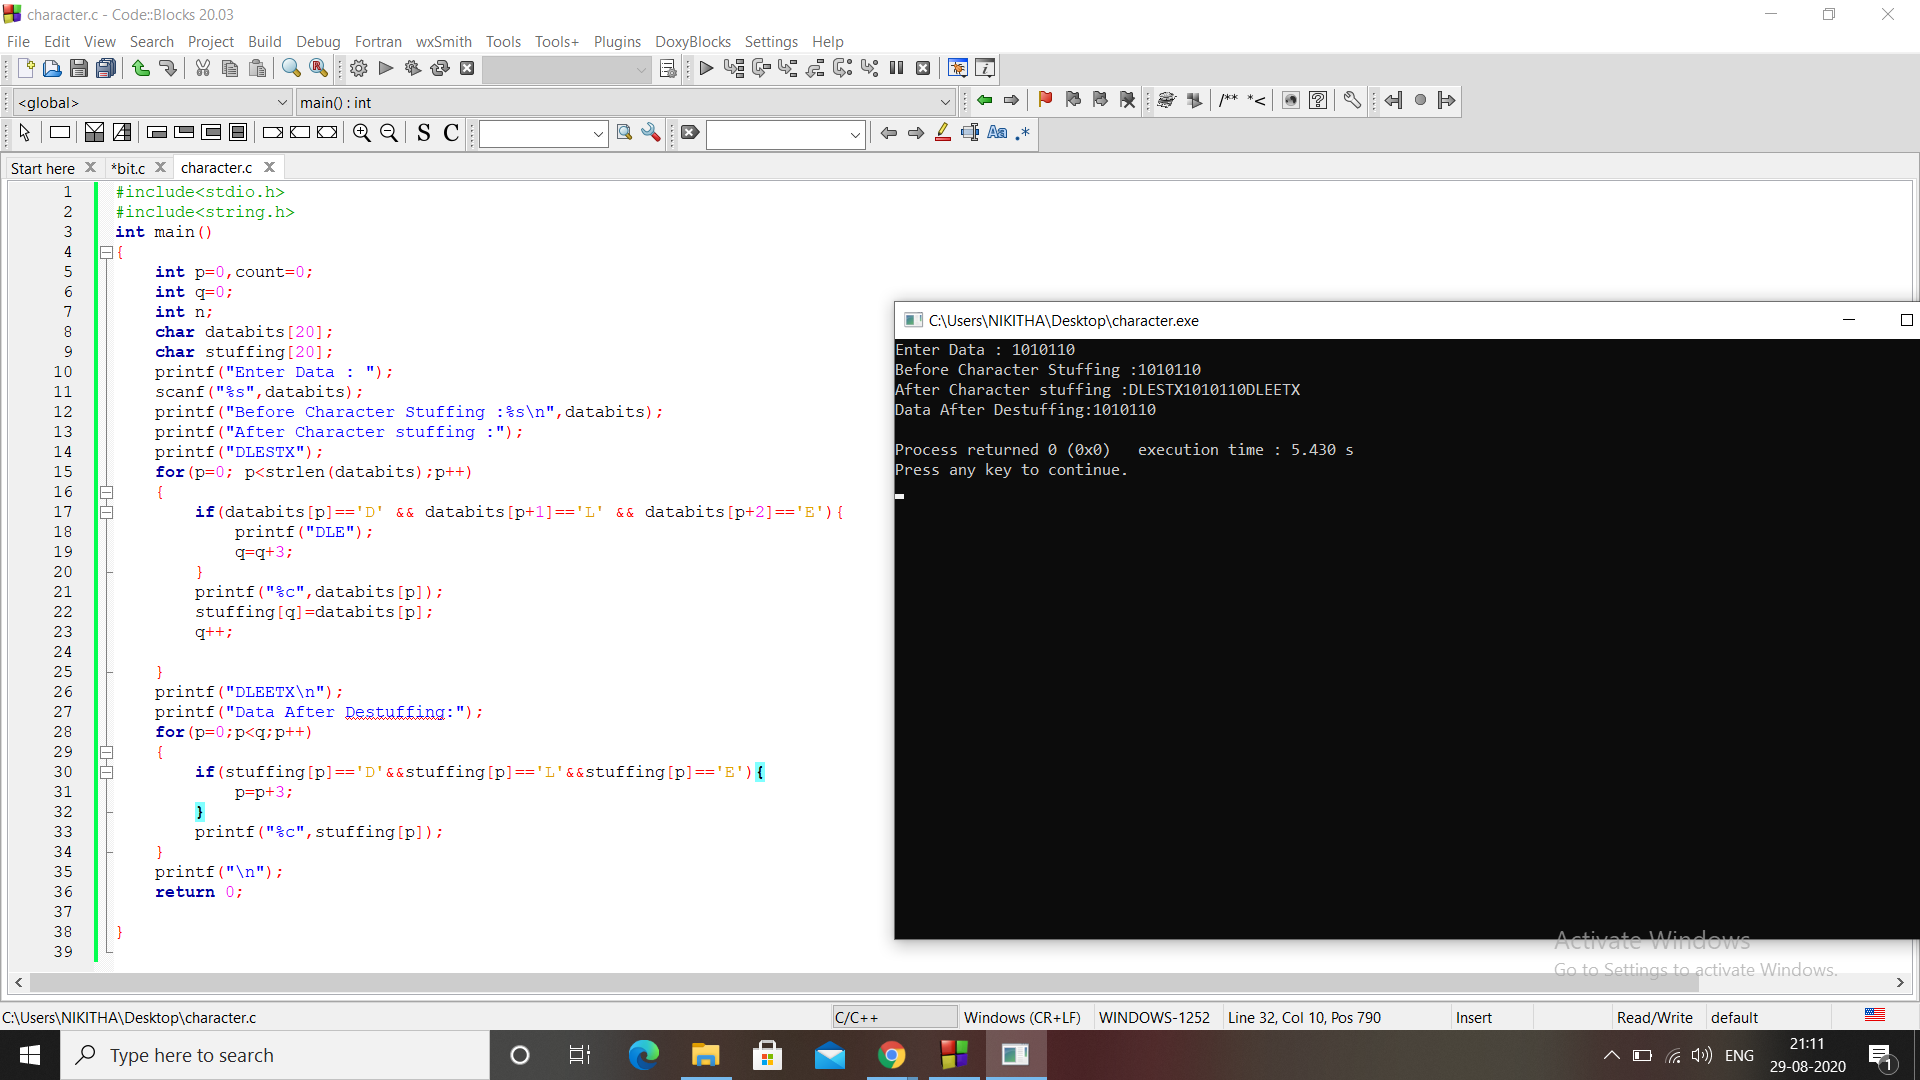 character.c - Code::Blocks 20.03
File Edit View Search Project Build Debug Fortran wxSmith Tools Tools+ Plugins DoxyBlocks Settings Help
<global> main() : int
/** *< 
S C Aa .*
Start here *bit.c character.c
1 #include<stdio.h>
2 #include<string.h>
3 int main()
4 {
5 int p=0,count=0;
6 int q=0;
7 int n;
8 char databits[20];
9 char stuffing[20];
10 printf("Enter Data : ");
11 scanf("%s",databits);
12 printf("Before Character Stuffing :%s\n",databits);
13 printf("After Character stuffing :");
14 printf("DLESTX");
15 for(p=0; p<strlen(databits);p++)
16 {
17 if(databits[p]=='D' && databits[p+1]=='L' && databits[p+2]=='E'){
18 printf("DLE");
19 q=q+3;
20 }
21 printf("%c",databits[p]);
22 stuffing[q]=databits[p];
23 q++;
24
25 }
26 printf("DLEETX\n");
27 printf("Data After Destuffing:");
28 for(p=0;p<q;p++)
29 {
30 if(stuffing[p]=='D'&&stuffing[p]=='L'&&stuffing[p]=='E'){
31 p=p+3;
32 }
33 printf("%c",stuffing[p]);
34 }
35 printf("\n");
36 return 0;
37
38 }
39
C:\Users\NIKITHA\Desktop\character.exe
Enter Data : 1010110
Before Character Stuffing :1010110
After Character stuffing :DLESTX1010110DLEETX
Data After Destuffing:1010110
Process returned 0 (0x0) execution time : 5.430 s
Press any key to continue.
Activate Windows
Go to Settings to activate Windows.
C:\Users\NIKITHA\Desktop\character.c C/C++ Windows (CR+LF) WINDOWS-1252 Line 32, Col 10, Pos 790 Insert Read/Write default
Type here to search ENG 21:11
29-08-2020 1